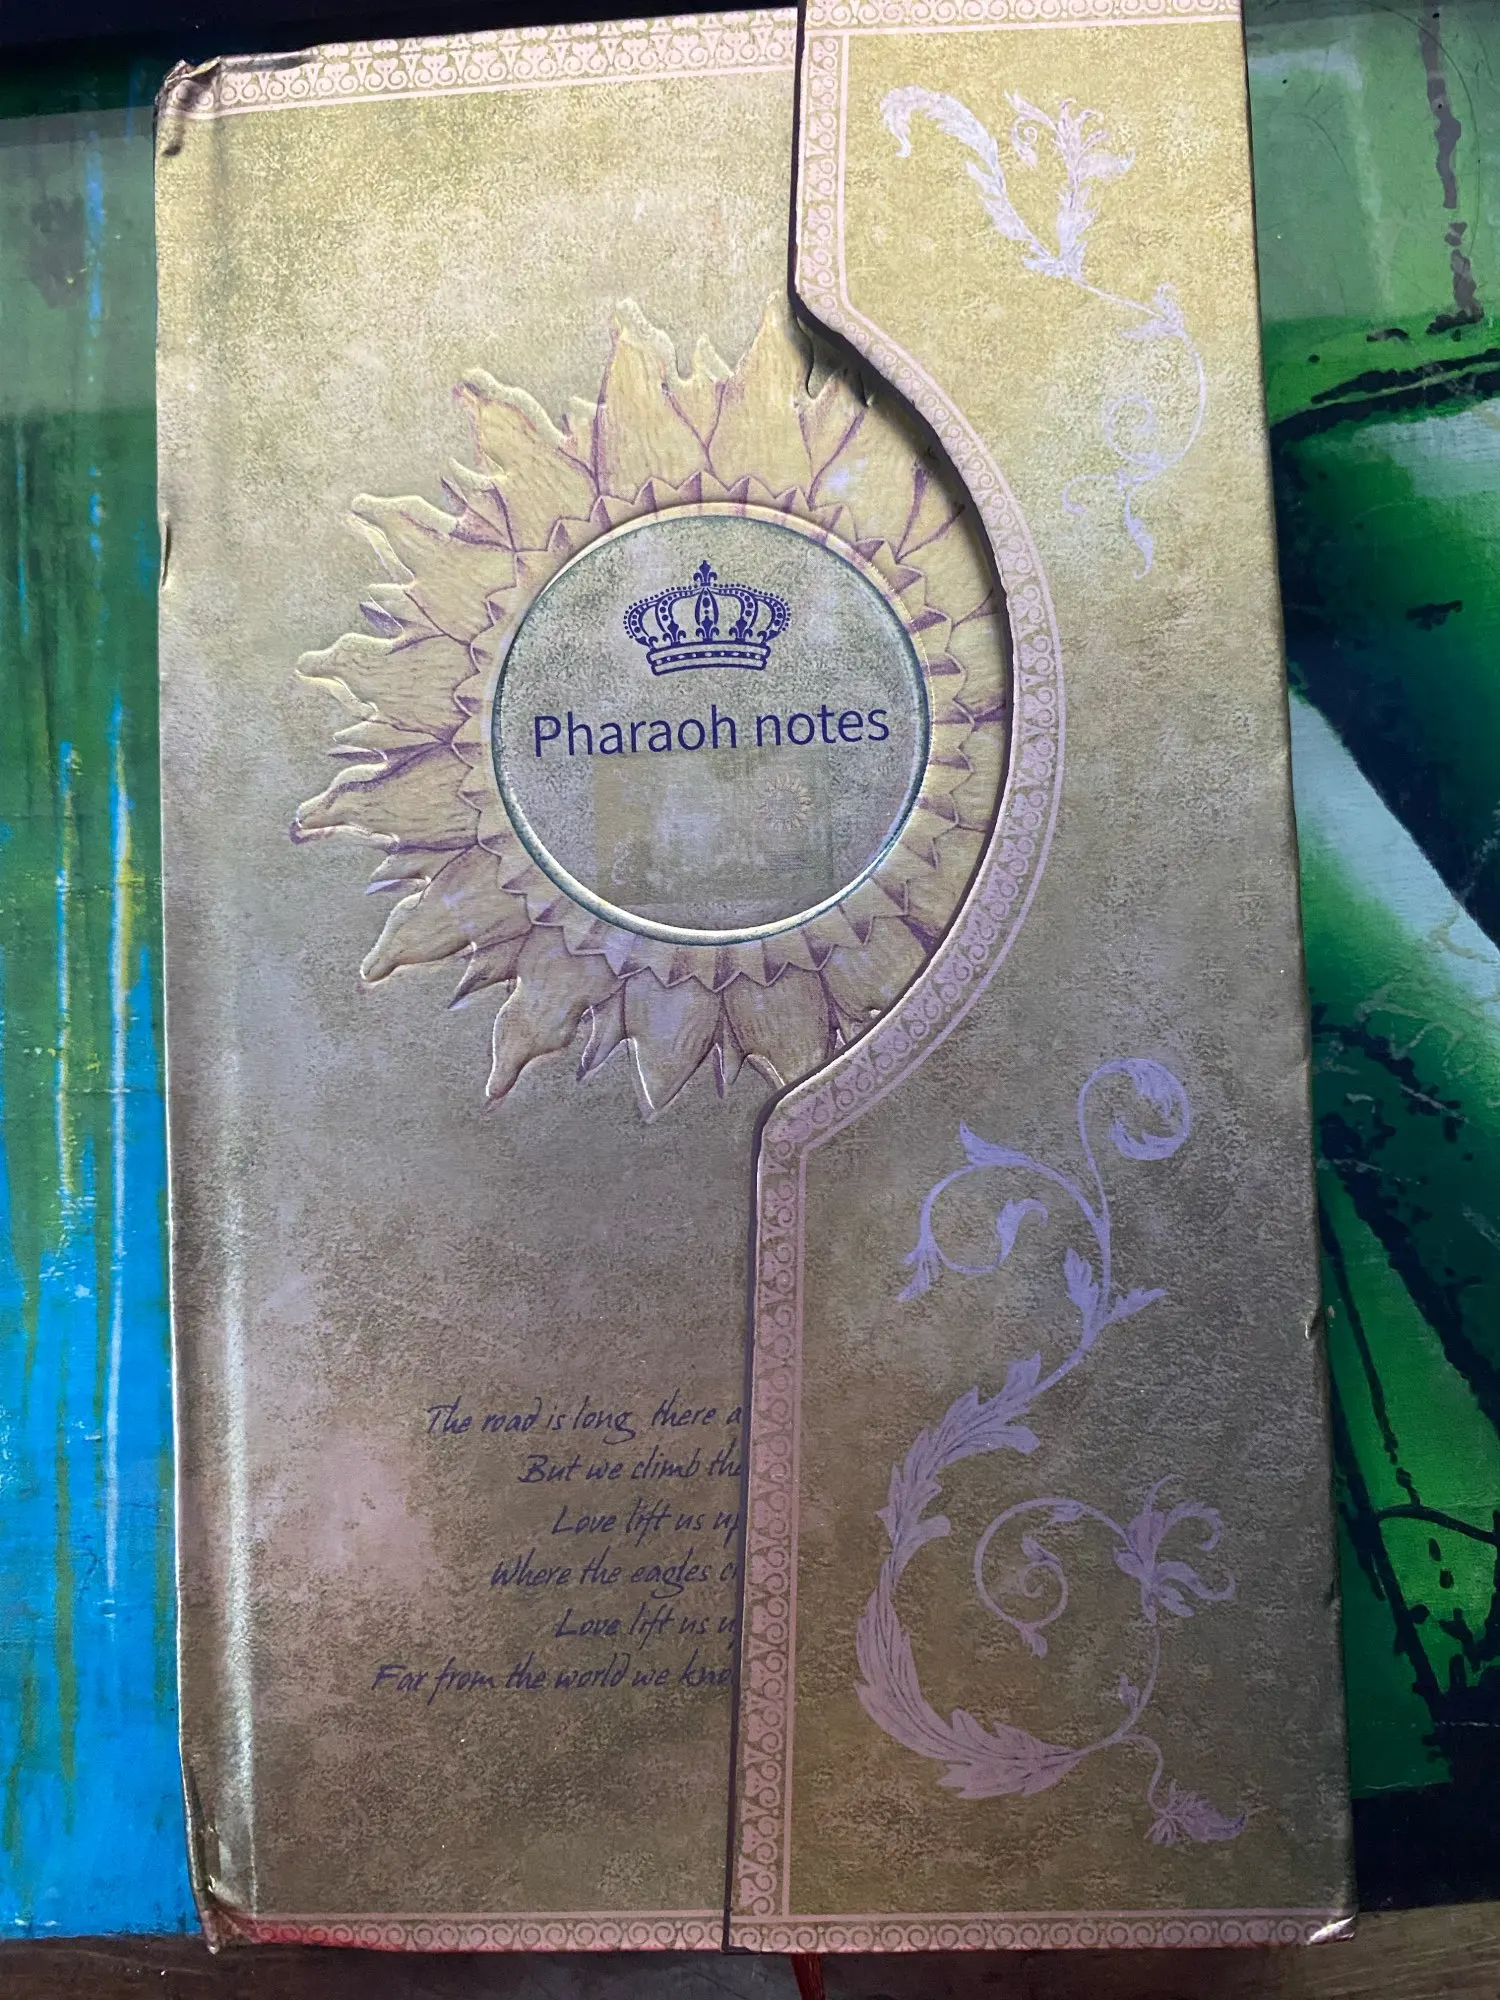 Pharaoh notes
The road is long there
But we climb
Love lift us
Where the eagles
Love lift us
Far from the world we